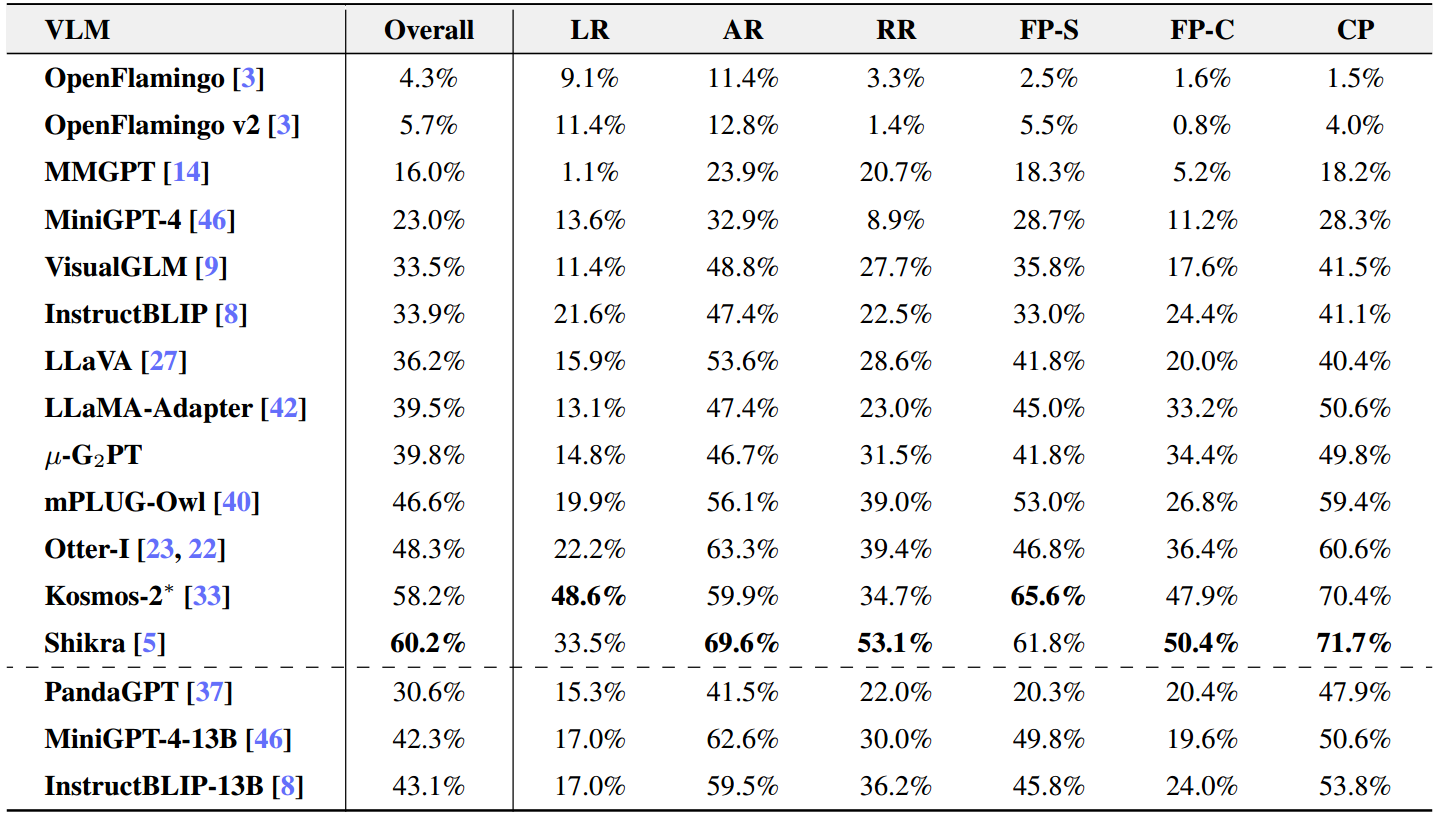 VLM Overall LR AR RR FP-S FP-C CP
OpenFlamingo [3] 4.3% 9.1% 11.4% 3.3% 2.5% 1.6% 1.5%
OpenFlamingo v2 [3] 5.7% 11.4% 12.8% 1.4% 5.5% 0.8% 4.0%
MMGPT [14] 16.0% 1.1% 23.9% 20.7% 18.3% 5.2% 18.2%
MiniGPT-4 [46] 23.0% 13.6% 32.9% 8.9% 28.7% 11.2% 28.3%
VisualGLM [9] 33.5% 11.4% 48.8% 27.7% 35.8% 17.6% 41.5%
InstructBLIP [8] 33.9% 21.6% 47.4% 22.5% 33.0% 24.4% 41.1%
LLaVA [27] 36.2% 15.9% 53.6% 28.6% 41.8% 20.0% 40.4%
LLaMA-Adapter [42] 39.5% 13.1% 47.4% 23.0% 45.0% 33.2% 50.6%
μ-G₂PT 39.8% 14.8% 46.7% 31.5% 41.8% 34.4% 49.8%
mPLUG-Owl [40] 46.6% 19.9% 56.1% 39.0% 53.0% 26.8% 59.4%
Otter-I [23, 22] 48.3% 22.2% 63.3% 39.4% 46.8% 36.4% 60.6%
Kosmos-2* [33] 58.2% 48.6% 59.9% 34.7% 65.6% 47.9% 70.4%
Shikra [5] 60.2% 33.5% 69.6% 53.1% 61.8% 50.4% 71.7%
PandaGPT [37] 30.6% 15.3% 41.5% 22.0% 20.3% 20.4% 47.9%
MiniGPT-4-13B [46] 42.3% 17.0% 62.6% 30.0% 49.8% 19.6% 50.6%
InstructBLIP-13B [8] 43.1% 17.0% 59.5% 36.2% 45.8% 24.0% 53.8%